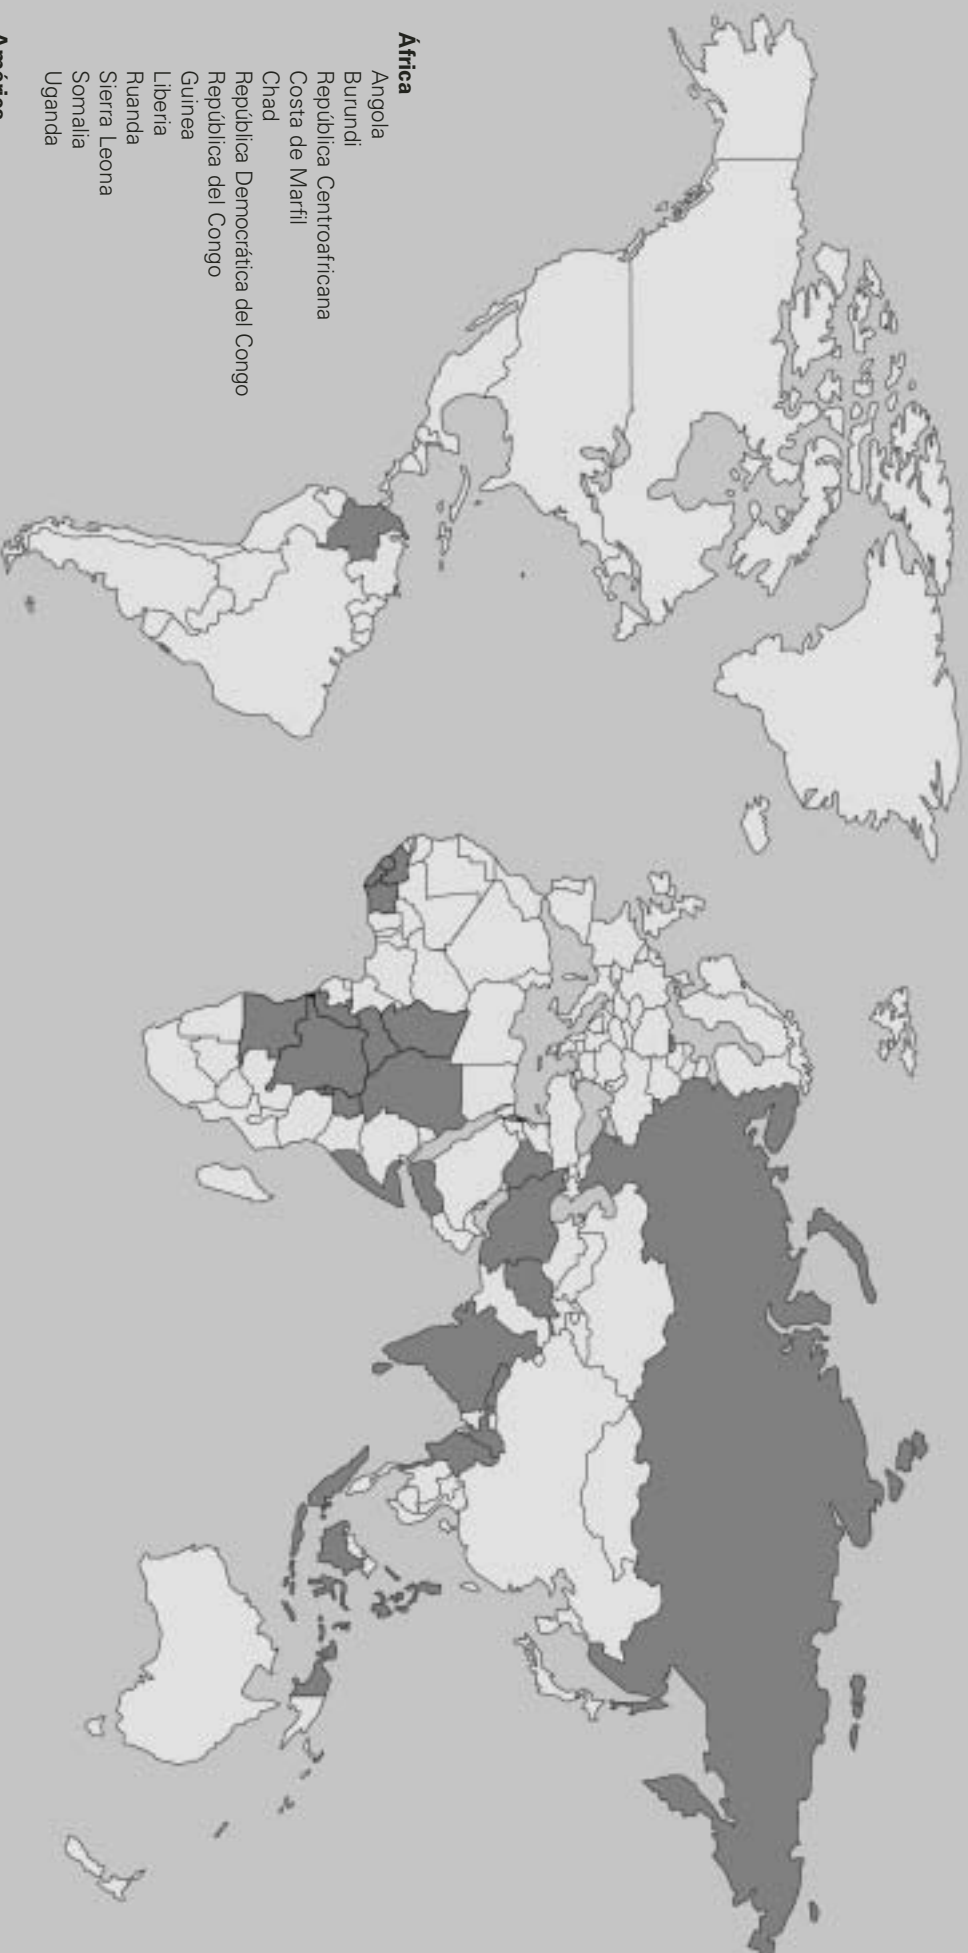 África
Angola
Burundi
República Centroafricana
Costa de Marfil
Chad
República Democrática del Congo
República del Congo
Guinea
Liberia
Ruanda
Sierra Leona
Somalia
Uganda
América